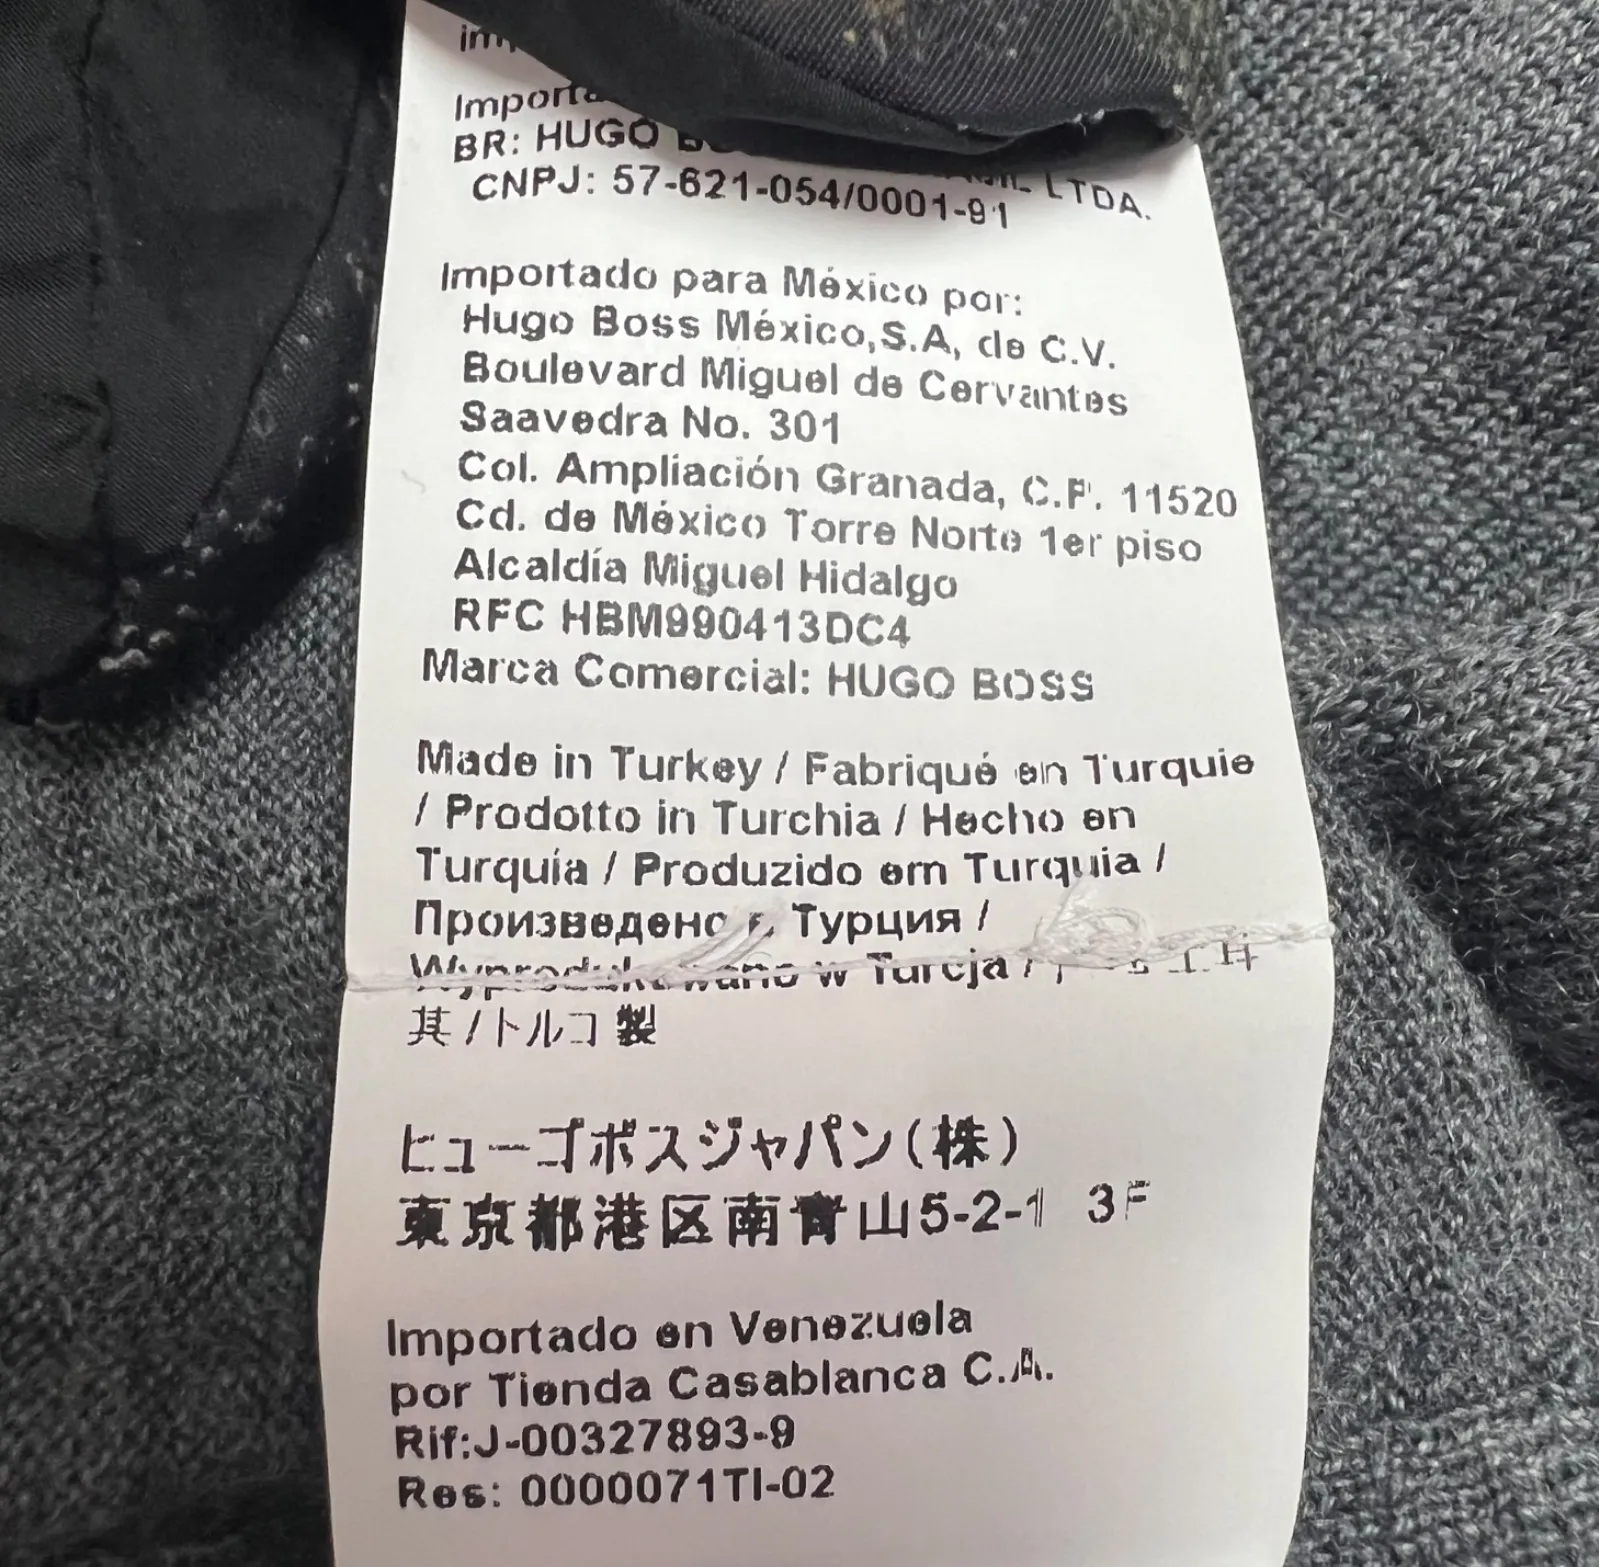 BR: HUGO
LTDA.
CNPJ: 57-621-054/0001-91
Importado para México por:
Hugo Boss México,S.A, de C.V.
Boulevard Miguel de Cervantes
Saavedra No. 301
Col. Ampliación Granada, C.P. 11520
Cd. de México Torre Norte 1er piso
Alcaldía Miguel Hidalgo
RFC HBM990413DC4
Marca Comercial: HUGO BOSS
Made in Turkey / Fabriqué en Turquie
/ Prodotto in Turchia / Hecho en
Turquía / Produzido em Turquia /
Произведено в Турция /
Wyprodukowano w Turcja /
其 / トルコ 製
ヒューゴボスジャパン(株)
東京都港区南青山5-2-1 3F
Importado en Venezuela
por Tienda Casablanca C.A.
Rif:J-00327893-9
Res: 0000071TI-02